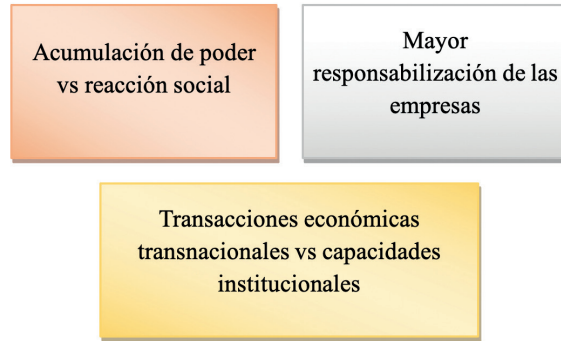 Acumulación de poder
vs reacción social
Mayor
responsabilización de las
empresas
Transacciones económicas
transnacionales vs capacidades
institucionales